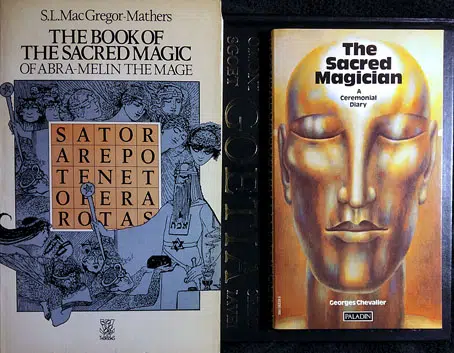 S.L.MacGregor-Mathers
THE BOOK OF
THE SACRED MAGIC
OF ABRA-MELIN THE MAGE
S A T O R
A R E P O
T E N E T
O P E R A
R O T A S
GOETIA
The
Sacred
Magician
A
Ceremonial
Diary
Georges Chevalier
PALADIN